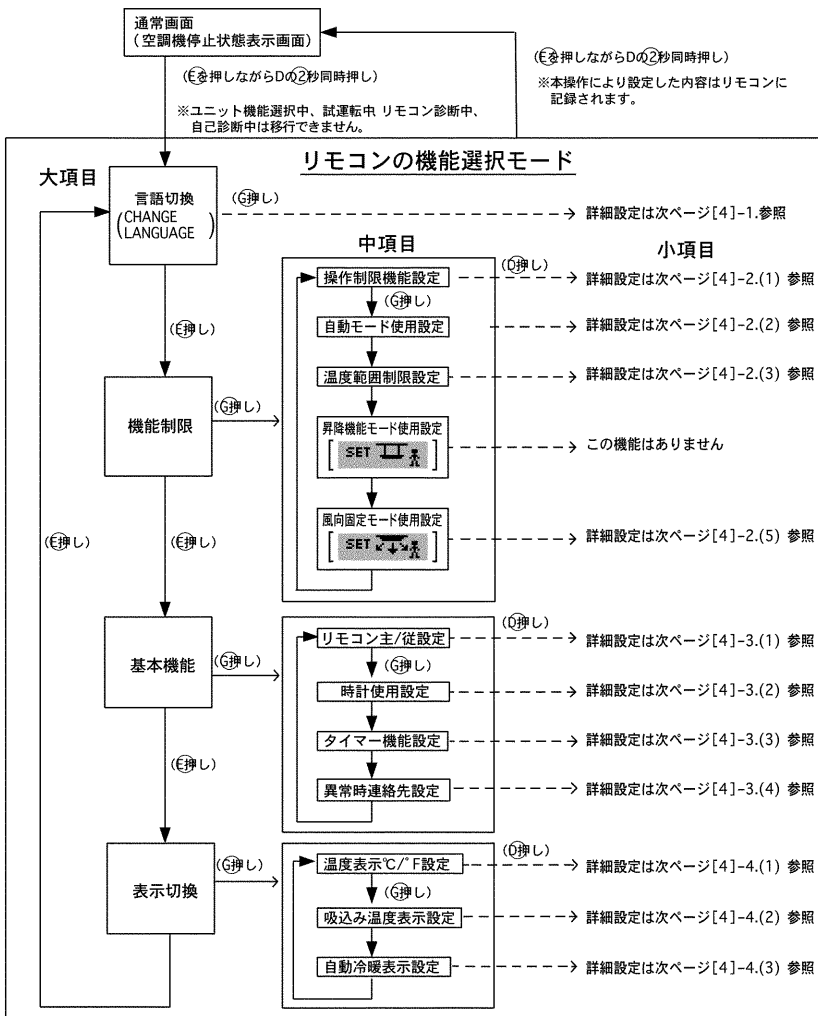 通常画面
(空調機停止状態表示画面)
(Ⓔを押しながらDの②秒同時押し)
※ユニット機能選択中、試運転中 リモコン診断中、
自己診断中は移行できません。
(Ⓔを押しながらDの②秒同時押し)
※本操作により設定した内容はリモコンに
記録されます。
リモコンの機能選択モード
大項目
言語切換
(CHANGE
LANGUAGE)
(Ⓖ押し)
詳細設定は次ページ[4]-1.参照
中項目
小項目
(Ⓔ押し)
機能制限
(Ⓖ押し)
操作制限機能設定
(Ⓓ押し)
詳細設定は次ページ[4]-2.(1) 参照
(Ⓖ押し)
自動モード使用設定
詳細設定は次ページ[4]-2.(2) 参照
温度範囲制限設定
詳細設定は次ページ[4]-2.(3) 参照
昇降機能モード使用設定
[SET]
この機能はありません
風向固定モード使用設定
[SET]
詳細設定は次ページ[4]-2.(5) 参照
(Ⓔ押し)
(Ⓔ押し)
基本機能
(Ⓖ押し)
リモコン主/従設定
(Ⓓ押し)
詳細設定は次ページ[4]-3.(1) 参照
(Ⓖ押し)
時計使用設定
詳細設定は次ページ[4]-3.(2) 参照
タイマー機能設定
詳細設定は次ページ[4]-3.(3) 参照
異常時連絡先設定
詳細設定は次ページ[4]-3.(4) 参照
(Ⓔ押し)
表示切換
(Ⓖ押し)
温度表示℃/°F設定
(Ⓓ押し)
詳細設定は次ページ[4]-4.(1) 参照
(Ⓖ押し)
吸込み温度表示設定
詳細設定は次ページ[4]-4.(2) 参照
自動冷暖表示設定
詳細設定は次ページ[4]-4.(3) 参照